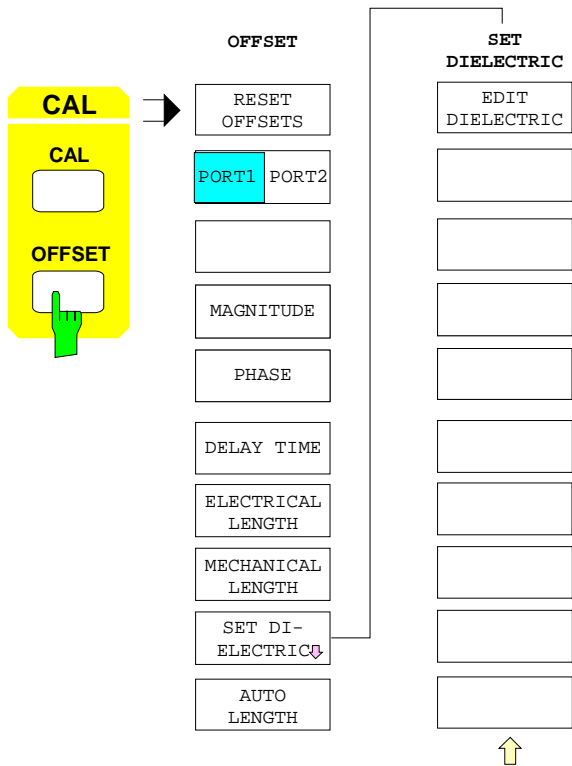 CAL
CAL
OFFSET
OFFSET
RESET
OFFSETS
PORT1 PORT2
MAGNITUDE
PHASE
DELAY TIME
ELECTRICAL
LENGTH
MECHANICAL
LENGTH
SET DI-
ELECTRIC
AUTO
LENGTH
SET
DIELECTRIC
EDIT
DIELECTRIC